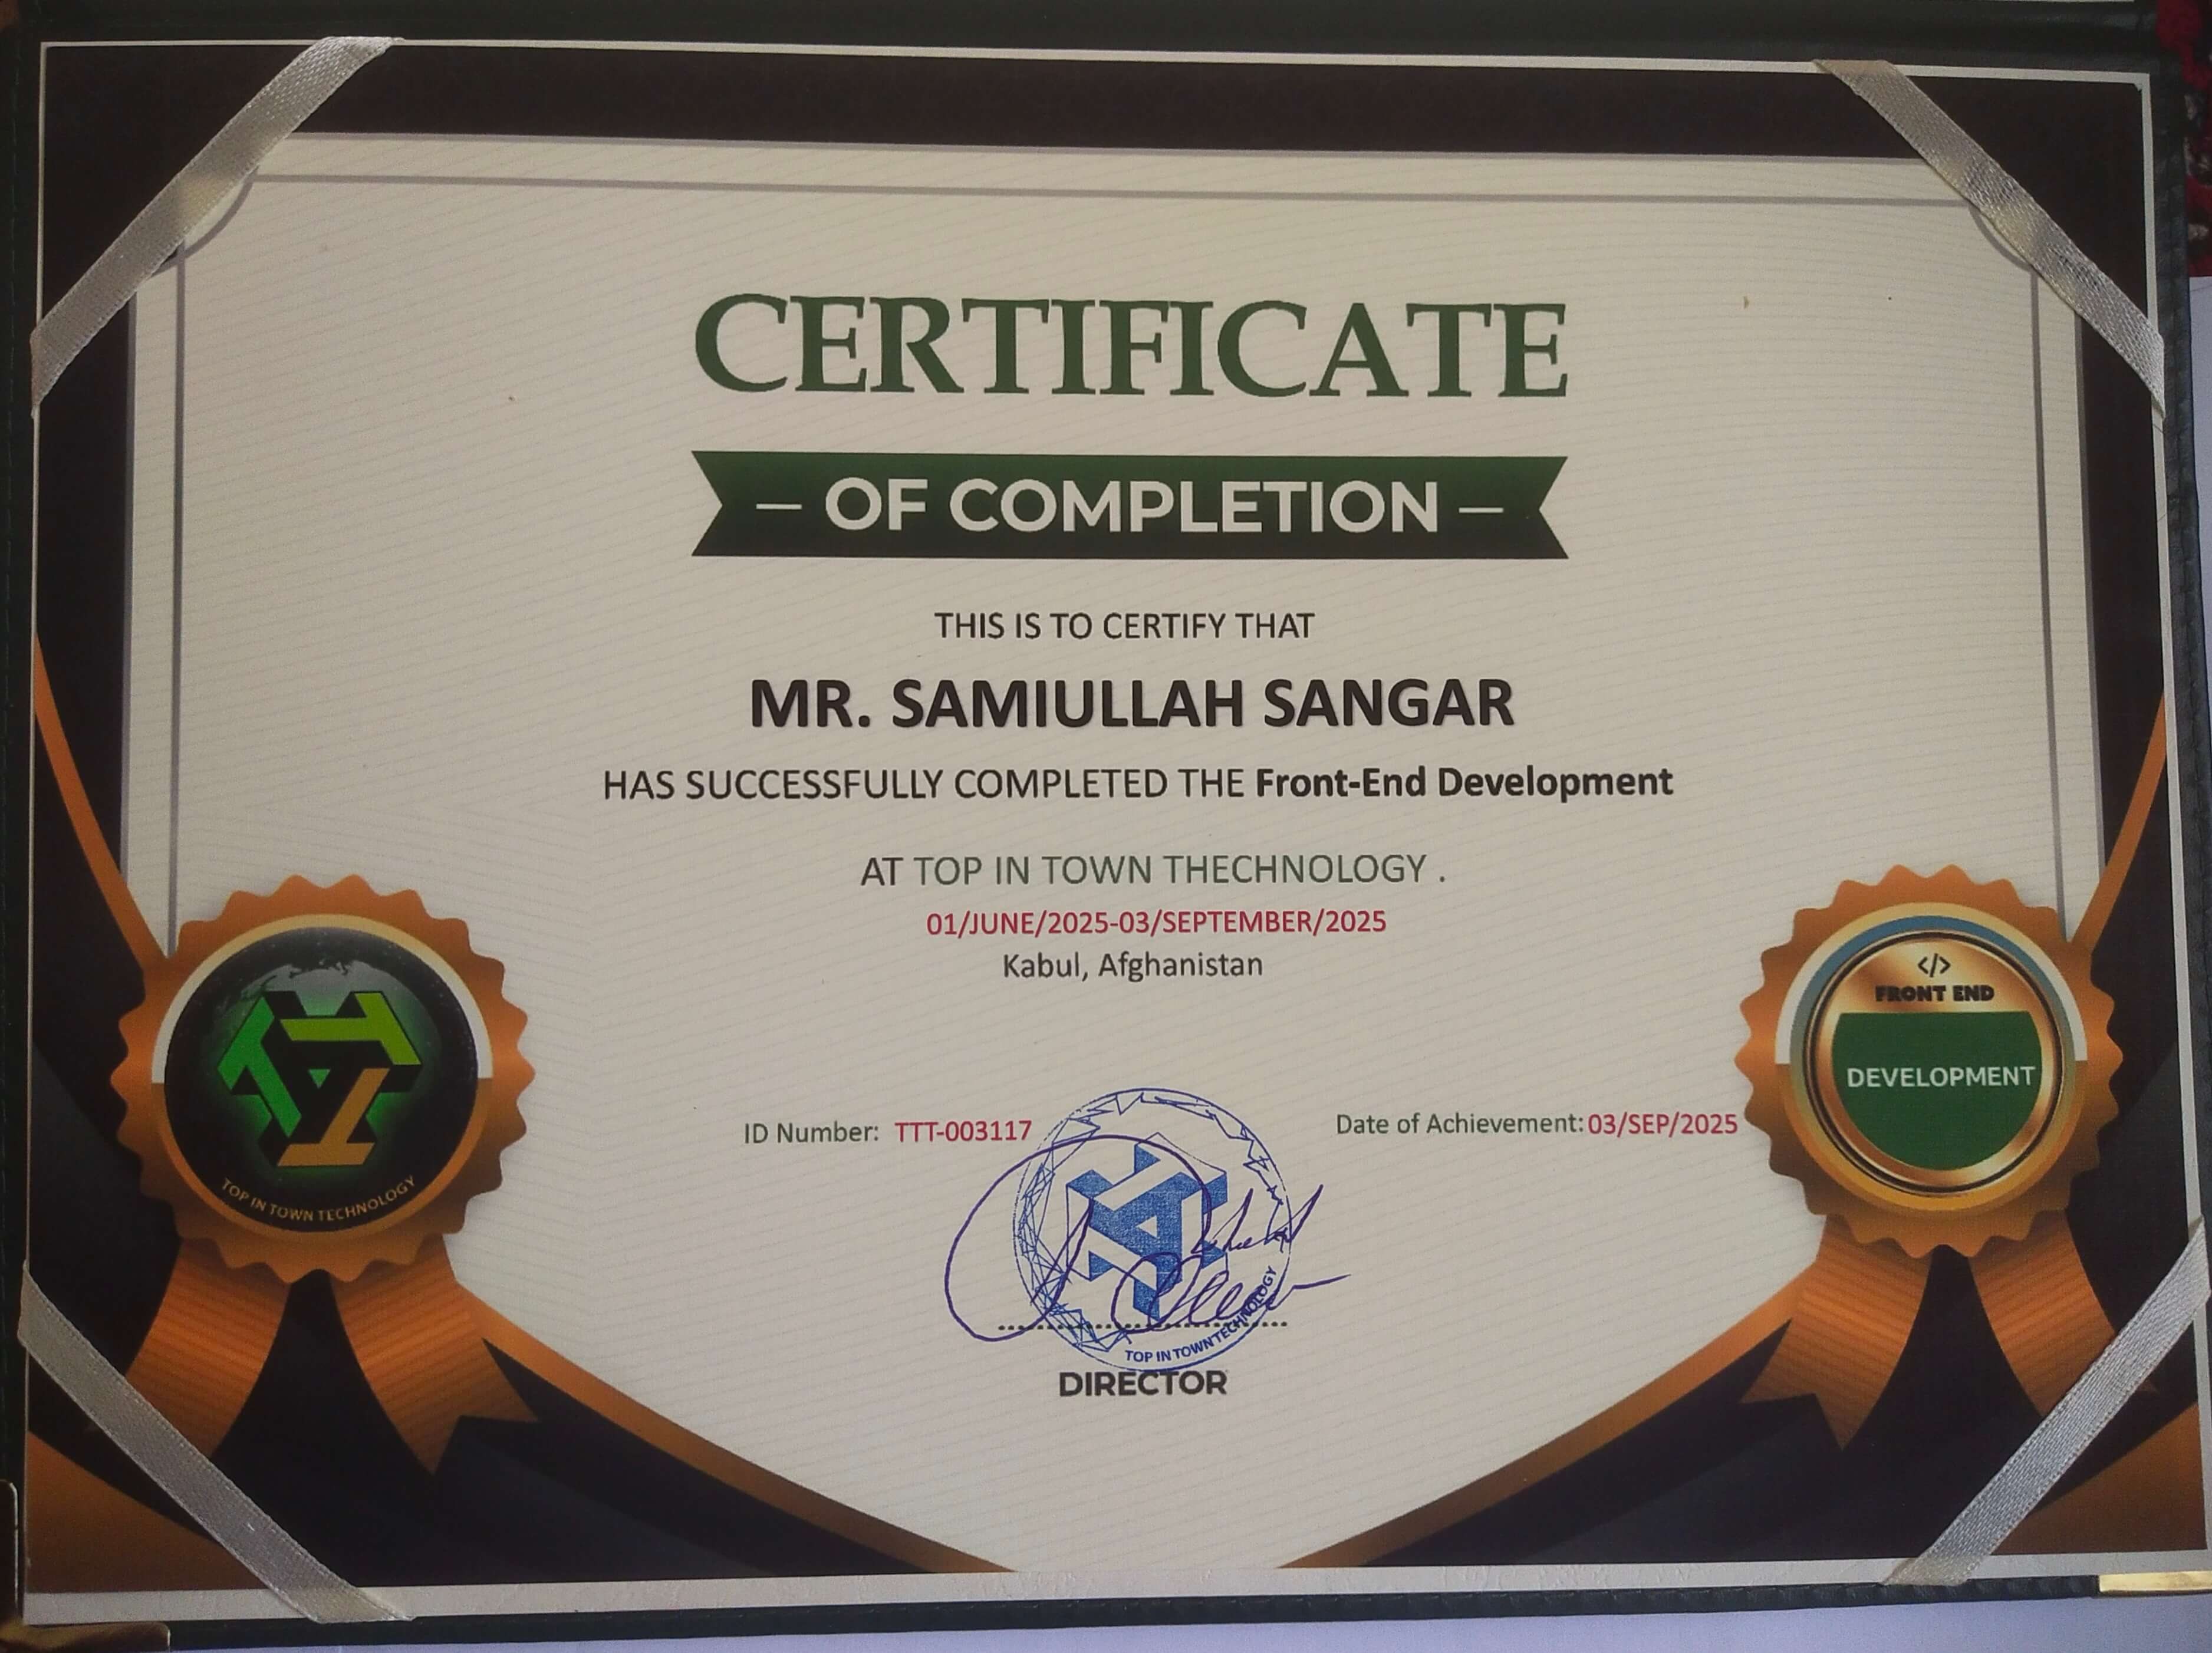 CERTIFICATE
– OF COMPLETION –
THIS IS TO CERTIFY THAT
MR. SAMIULLAH SANGAR
HAS SUCCESSFULLY COMPLETED THE Front-End Development
AT TOP IN TOWN THECHNOLOGY .
01/JUNE/2025-03/SEPTEMBER/2025
Kabul, Afghanistan
TOP IN TOWN TECHNOLOGY
</>
FRONT END
DEVELOPMENT
ID Number: TTT-003117
Date of Achievement: 03/SEP/2025
TOP IN TOWN TECHNOLOGY
DIRECTOR